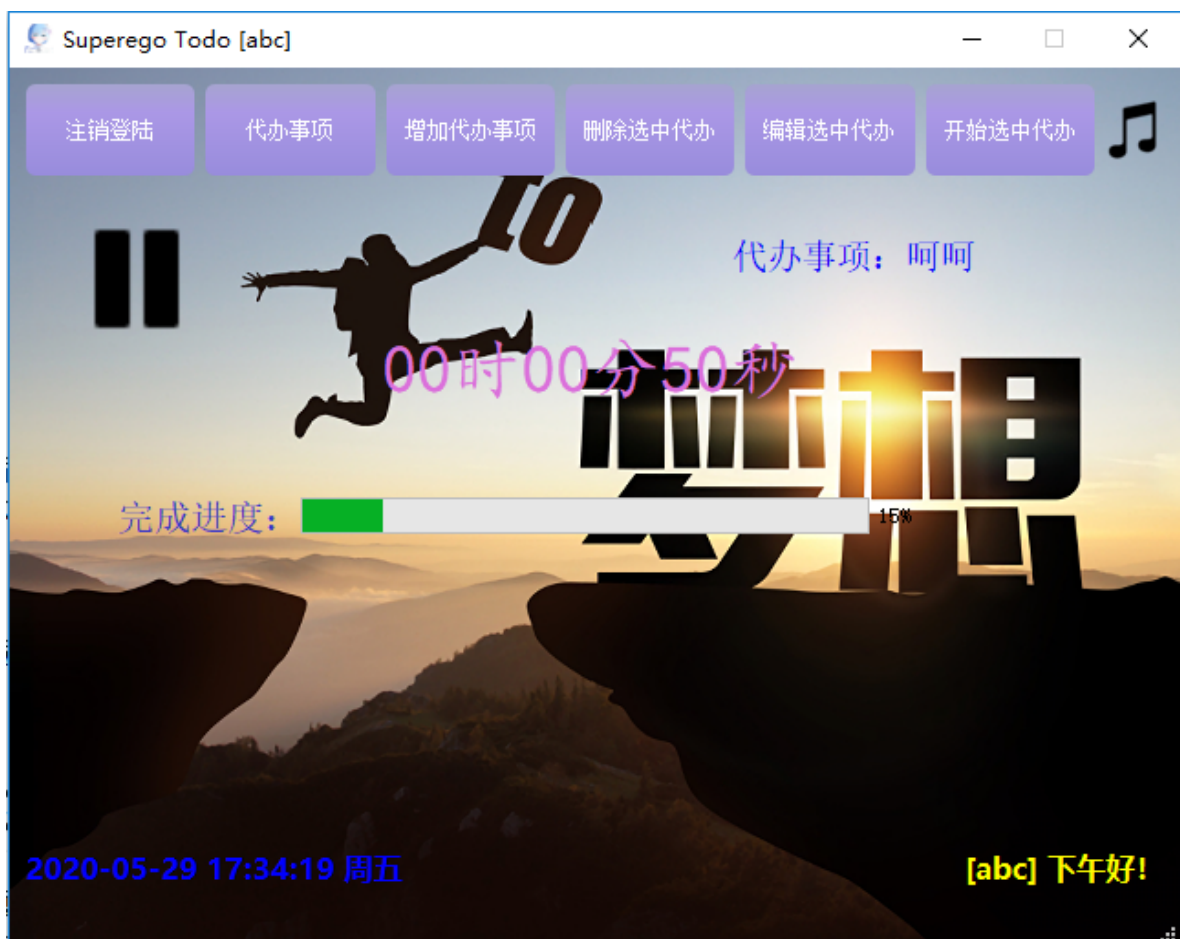 Superego Todo [abc]
注销登陆 代办事项 增加代办事项 删除选中代办 编辑选中代办 开始选中代办
10
代办事项：呵呵
00时00分50秒
梦想
完成进度： 15%
2020-05-29 17:34:19 周五 [abc] 下午好!